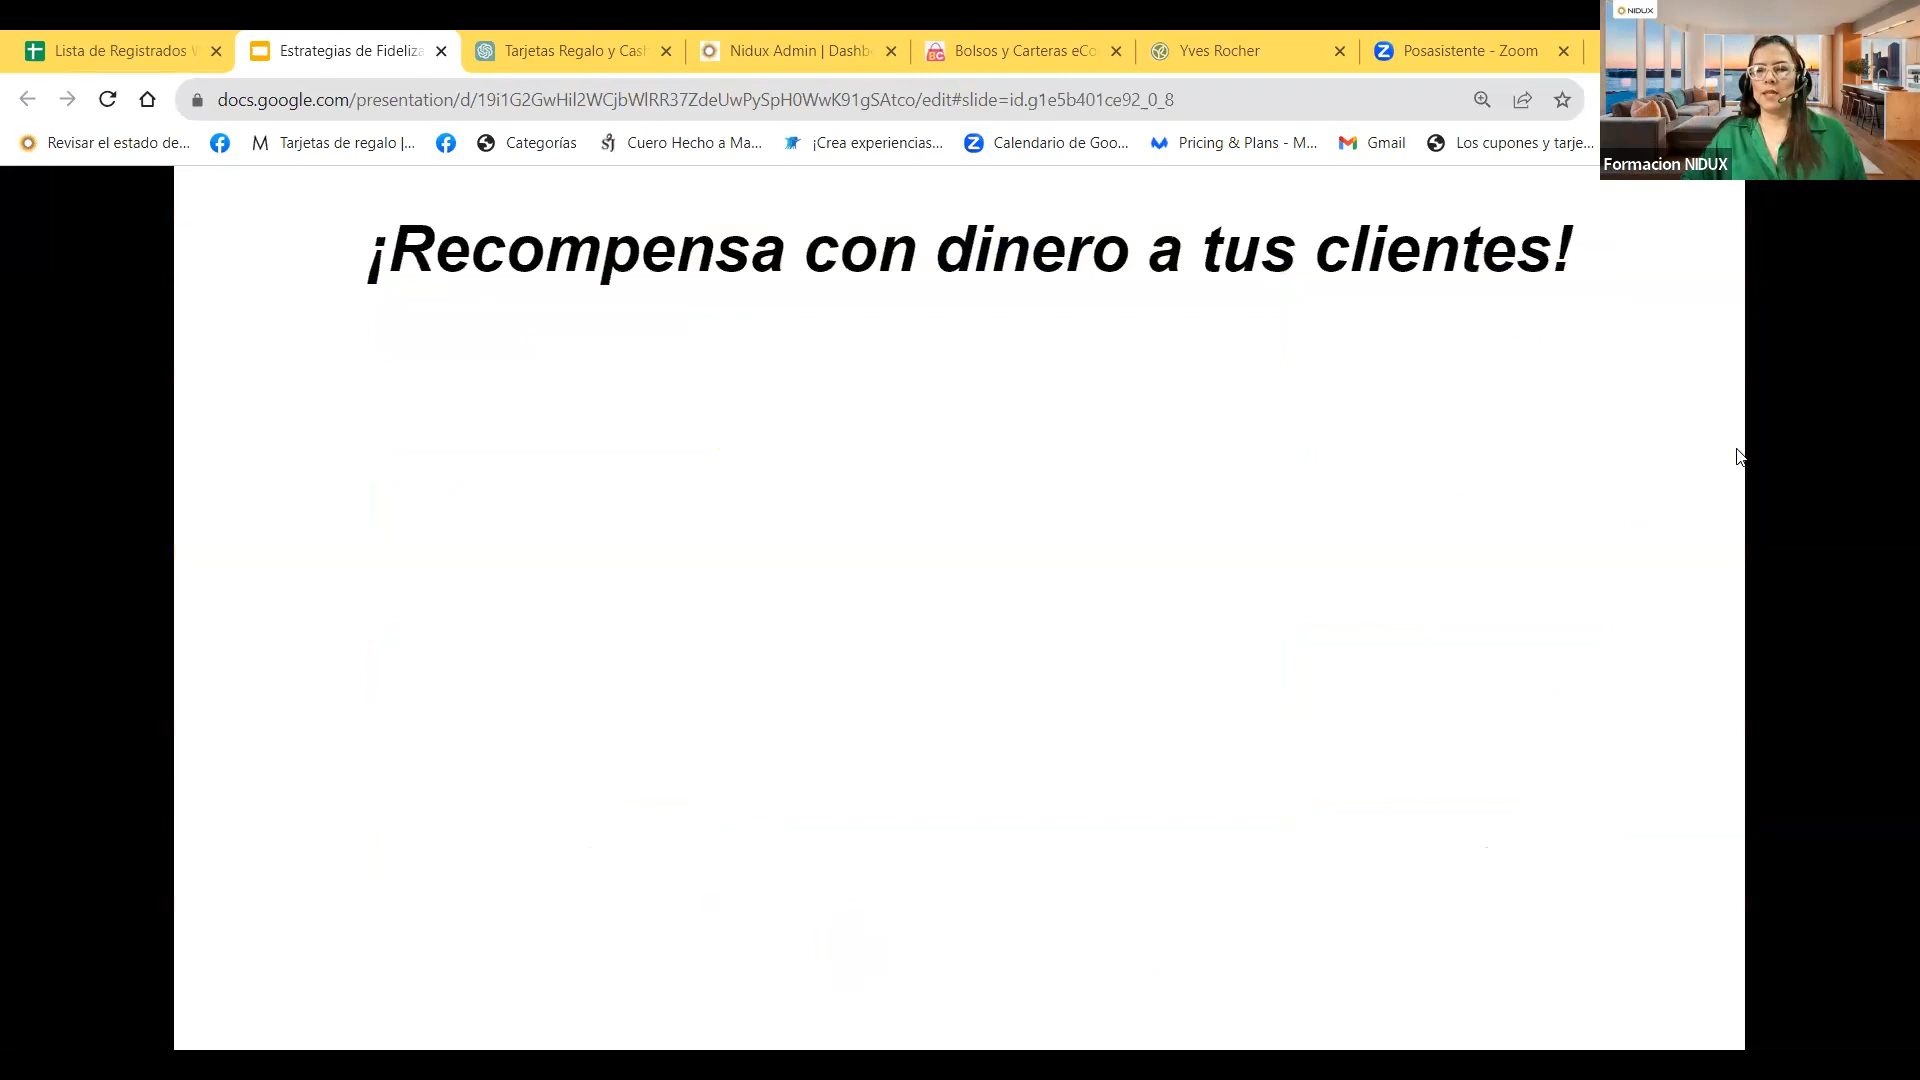 NIDUX
Lista de Registrados
Estrategias de Fideliza
Tarjetas Regalo y Cash
Nidux Admin | Dashb
Bolsos y Carteras eCo
Yves Rocher
Posasistente - Zoom
docs.google.com/presentation/d/19i1G2GwHil2WCjbWlRR37ZdeUwPySpH0WwK91gSAtco/edit#slide=id.g1e5b401ce92_0_8
Revisar el estado de...
Tarjetas de regalo |...
Categorías
Cuero Hecho a Ma...
¡Crea experiencias...
Calendario de Goo...
Pricing & Plans - M...
Gmail
Los cupones y tarje...
Formacion NIDUX
¡Recompensa con dinero a tus clientes!